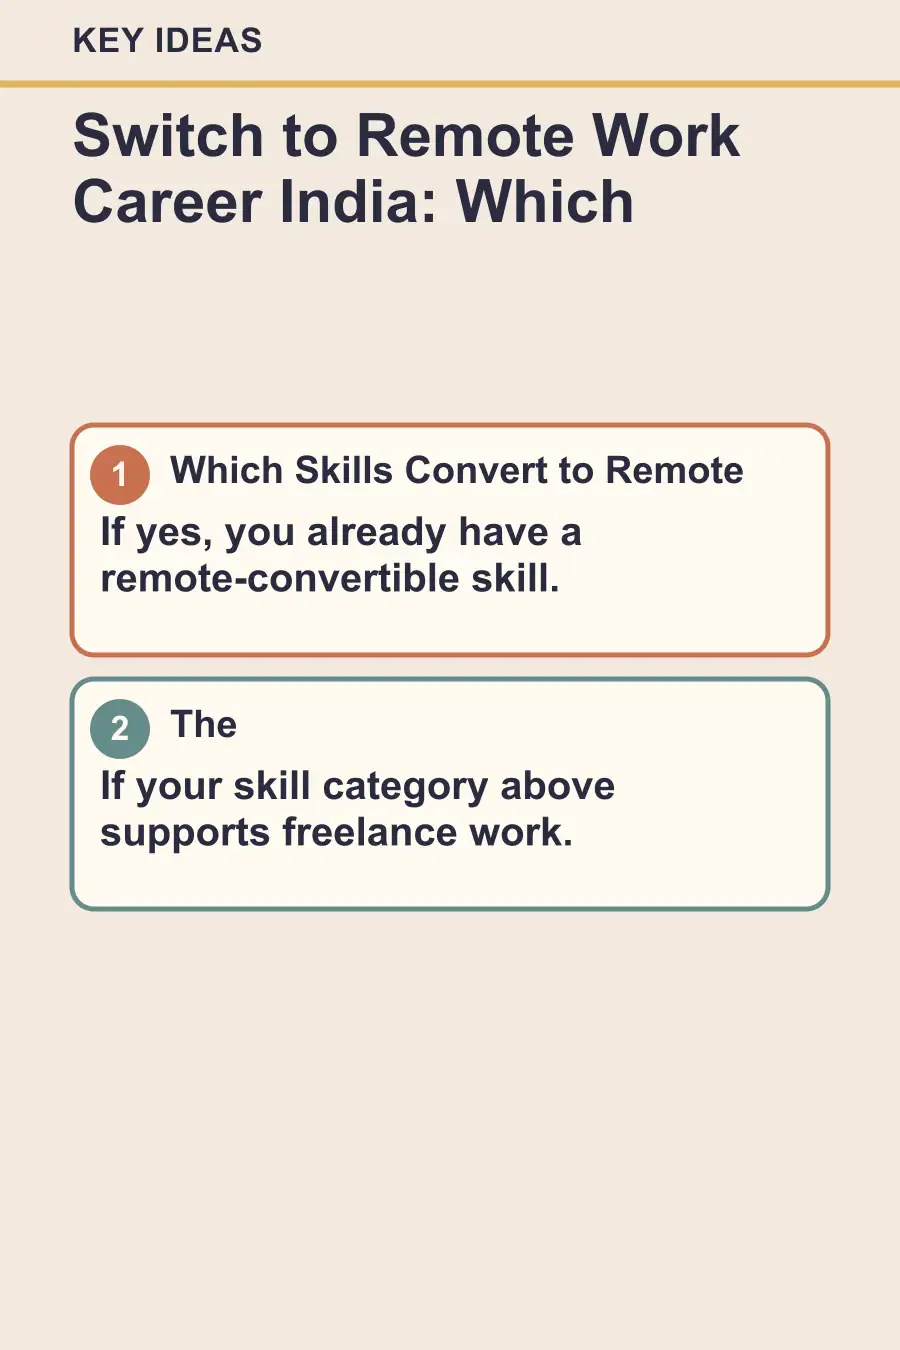 KEY IDEAS
Switch to Remote Work
Career India: Which
1 Which Skills Convert to Remote
If yes, you already have a
remote-convertible skill.
2 The
If your skill category above
supports freelance work.